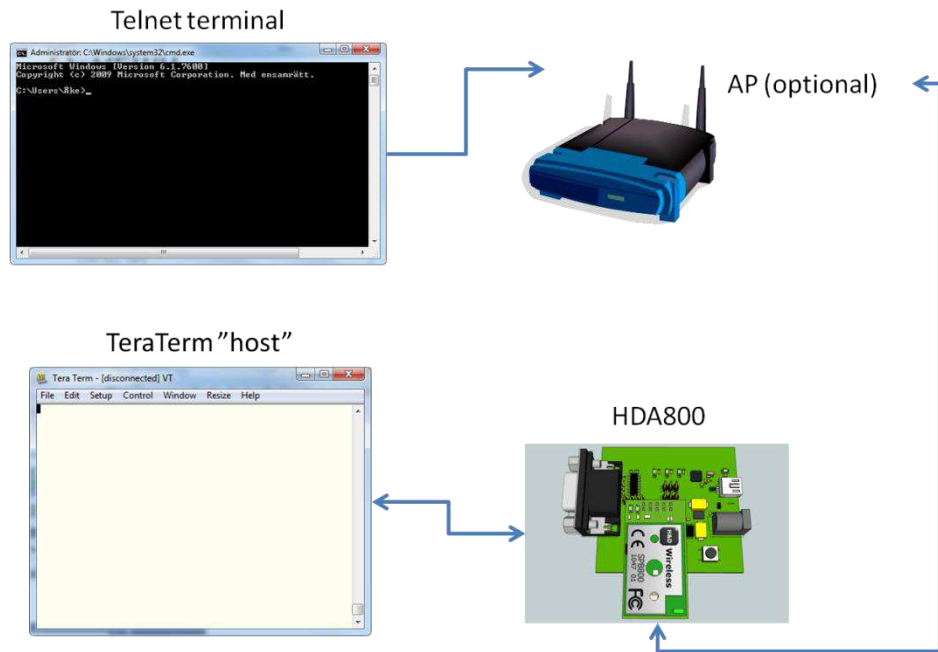 Telnet terminal
Administratör: C:\Windows\system32\cmd.exe
Microsoft Windows [Version 6.1.7600]
Copyright (c) 2009 Microsoft Corporation. Med ensamrätt.
C:\Users\Åke>_
AP (optional)
TeraTerm ”host”
Tera Term - [disconnected] VT
File Edit Setup Control Window Resize Help
HDA800
H&D Wireless
SPB800
1047 01
CE
FC